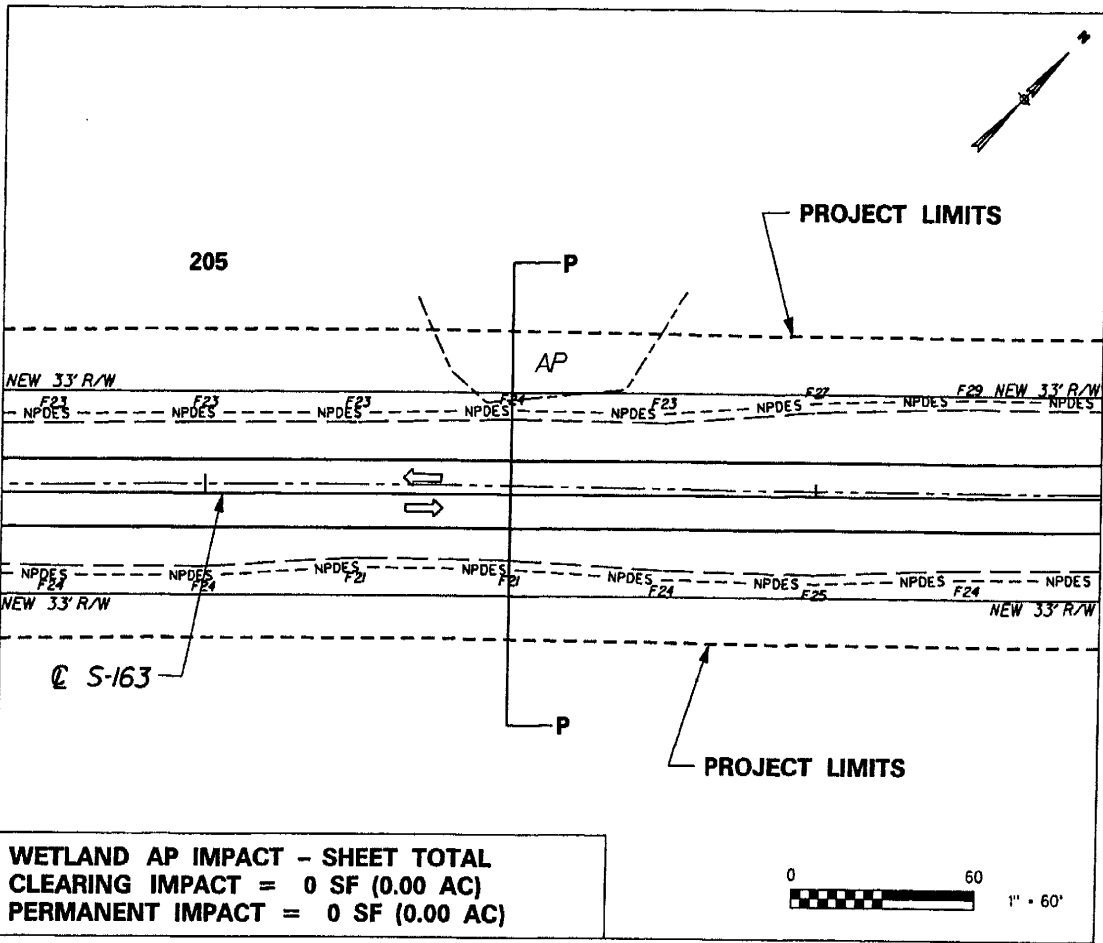 N
PROJECT LIMITS
205
P
AP
NEW 33' R/W
F23 F23 F23 F24 F23 F27 F29 NEW 33' R/W
NPDES NPDES NPDES NPDES NPDES NPDES NPDES NPDES
NPDES NPDES NPDES NPDES NPDES NPDES NPDES NPDES
F24 F24 F21 F21 F24 F25 F24
NEW 33' R/W NEW 33' R/W
℄ S-163
P
PROJECT LIMITS
WETLAND AP IMPACT - SHEET TOTAL
CLEARING IMPACT = 0 SF (0.00 AC)
PERMANENT IMPACT = 0 SF (0.00 AC)
0 60
1" = 60'